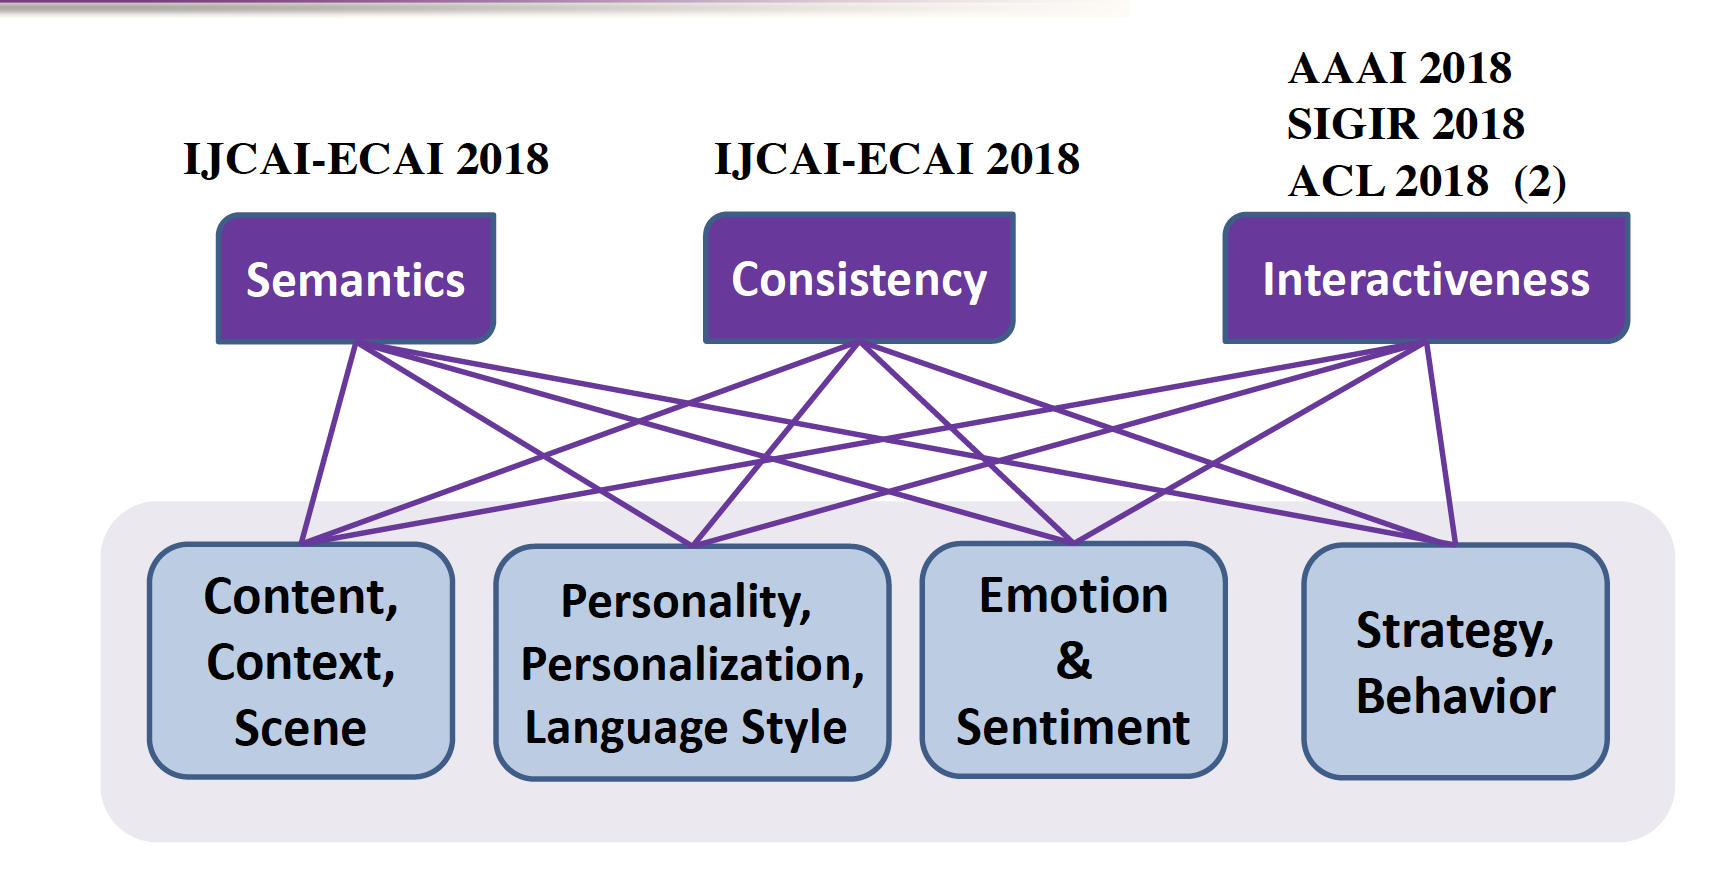 IJCAI-ECAI 2018
IJCAI-ECAI 2018
AAAI 2018
SIGIR 2018
ACL 2018 (2)
Semantics
Consistency
Interactiveness
Content,
Context,
Scene
Personality,
Personalization,
Language Style
Emotion
&
Sentiment
Strategy,
Behavior